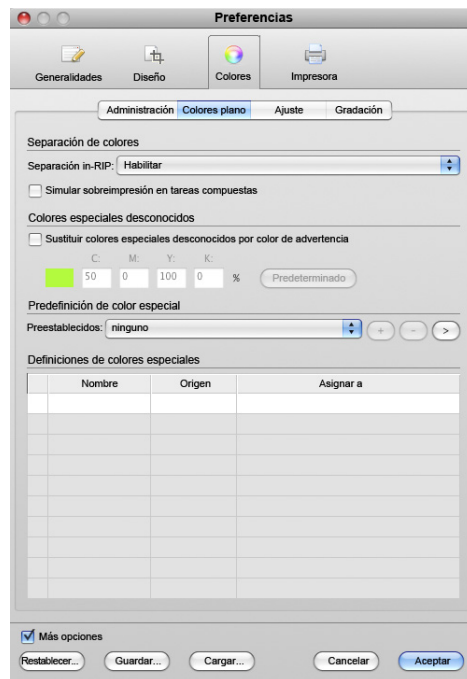 Preferencias
Generalidades Diseño Colores Impresora
Administración Colores plano Ajuste Gradación
Separación de colores
Separación in-RIP: Habilitar
Simular sobreimpresión en tareas compuestas
Colores especiales desconocidos
Sustituir colores especiales desconocidos por color de advertencia
C: M: Y: K:
50 0 100 0 % Predeterminado
Predefinición de color especial
Preestablecidos: ninguno + - >
Definiciones de colores especiales
Nombre Origen Asignar a
Más opciones
Restablecer... Guardar... Cargar... Cancelar Aceptar